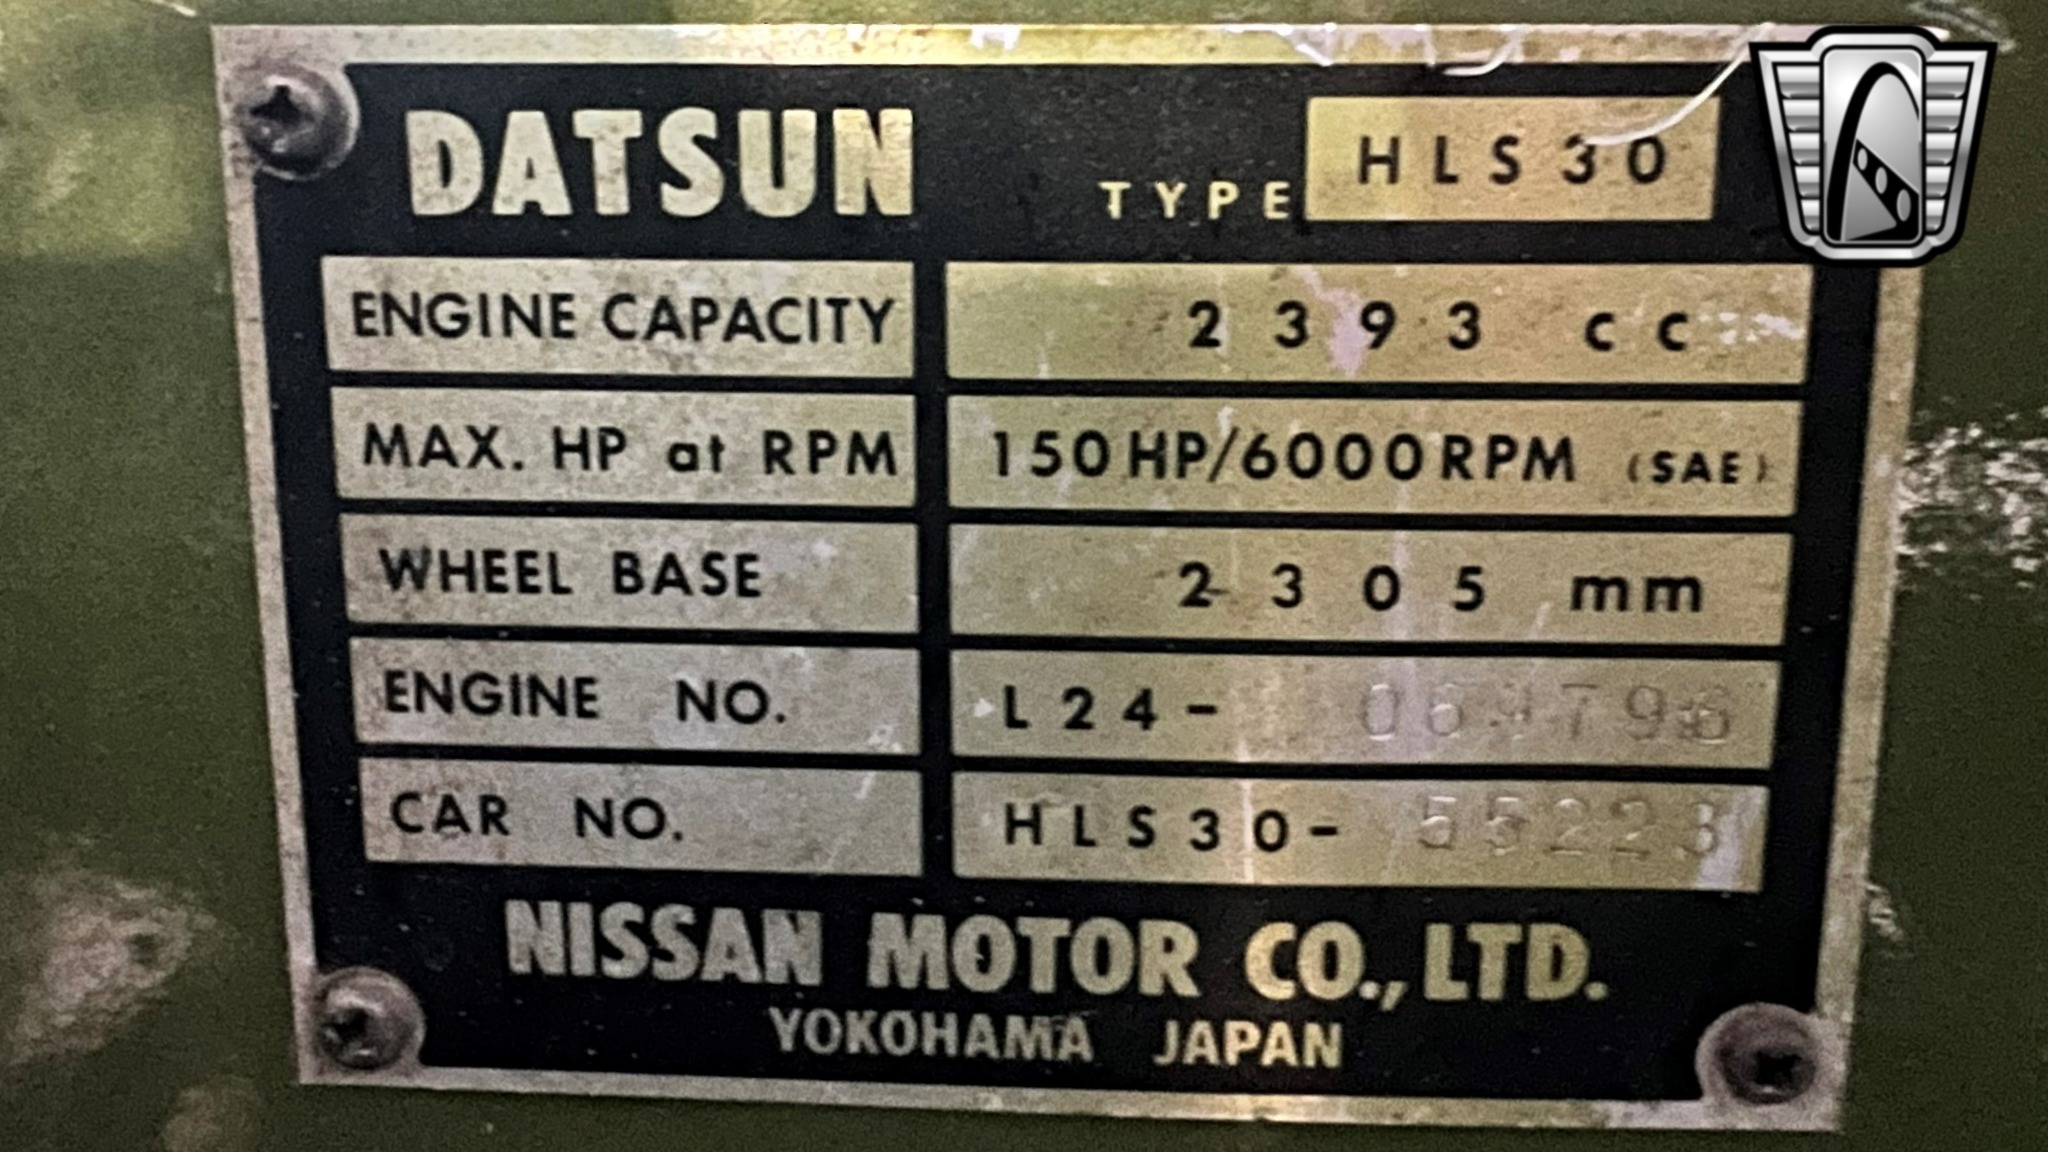 DATSUN TYPE HLS30
ENGINE CAPACITY 2393 cc
MAX. HP at RPM 150HP/6000RPM (SAE)
WHEEL BASE 2305 mm
ENGINE NO. L24-
CAR NO. HLS30- 55223
NISSAN MOTOR CO., LTD.
YOKOHAMA JAPAN